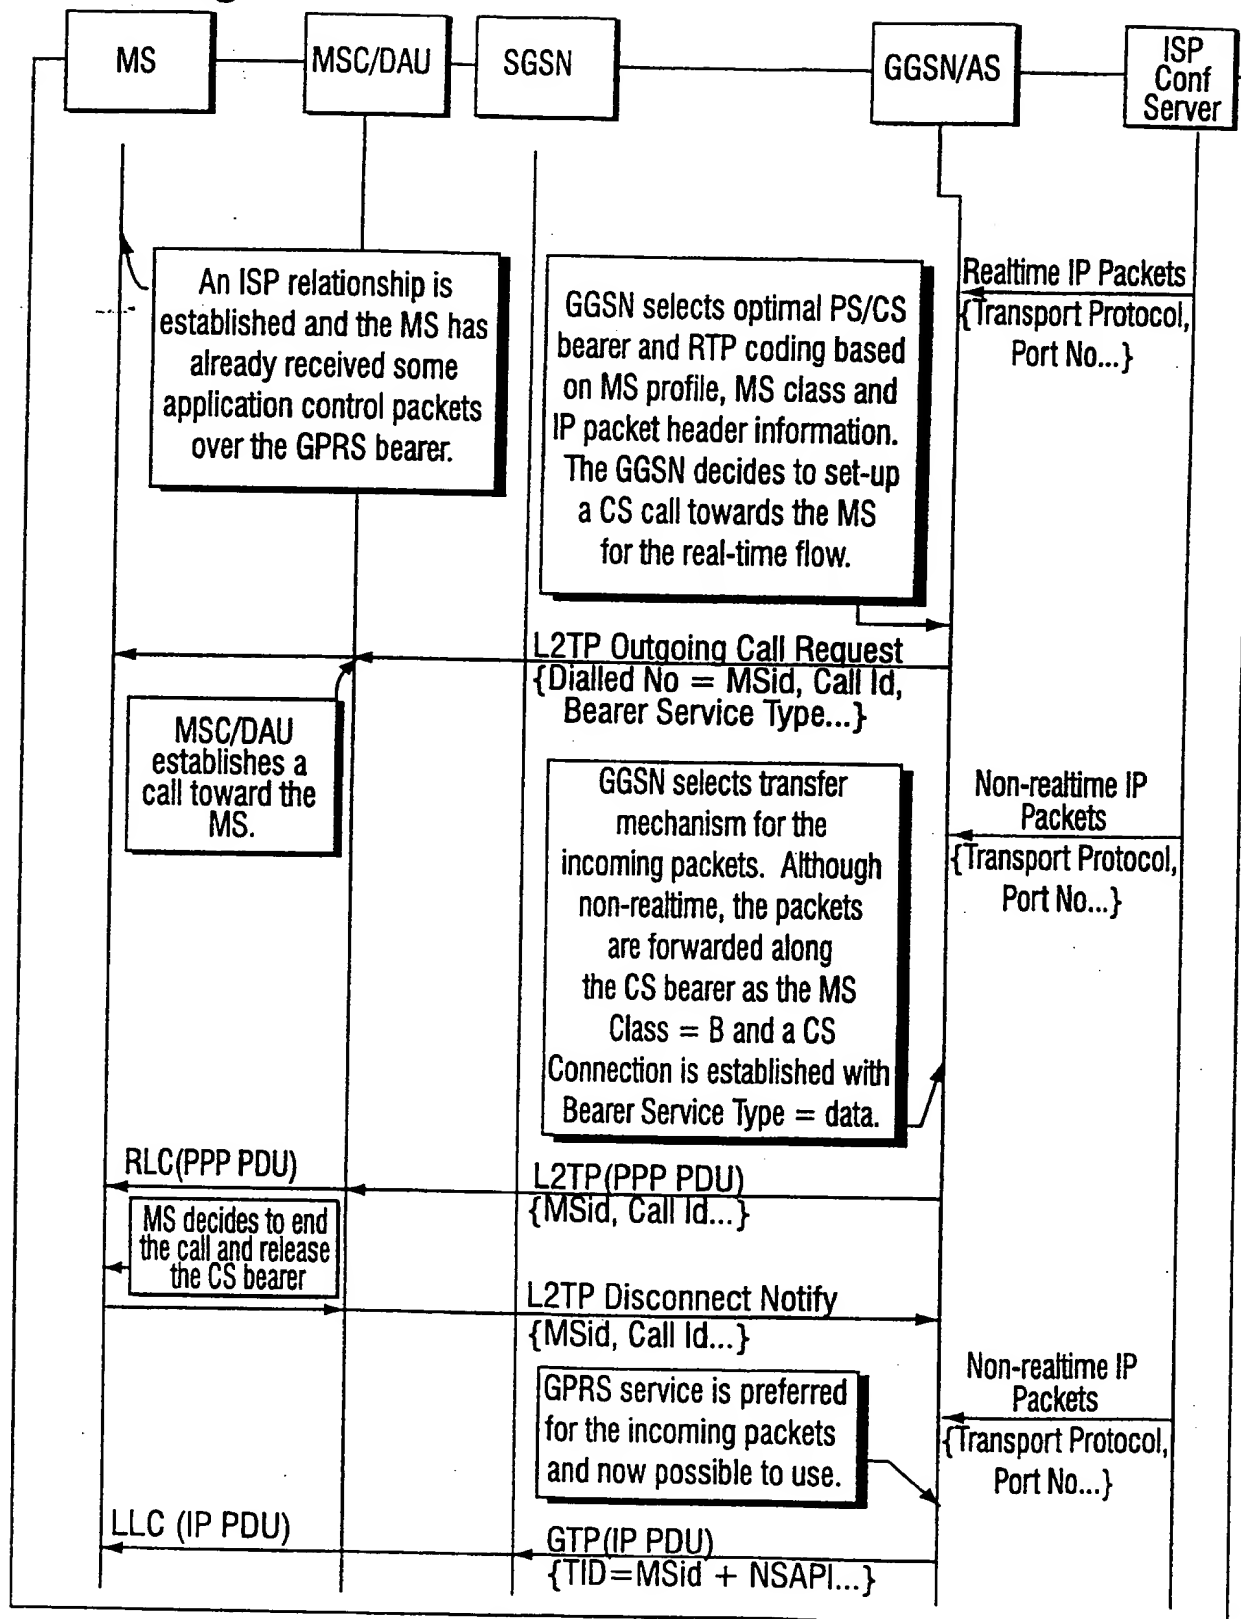 MS
MSC/DAU
SGSN
GGSN/AS
ISP
Conf
Server
An ISP relationship is
established and the MS has
already received some
application control packets
over the GPRS bearer.
GGSN selects optimal PS/CS
bearer and RTP coding based
on MS profile, MS class and
IP packet header information.
The GGSN decides to set-up
a CS call towards the MS
for the real-time flow.
Realtime IP Packets
{Transport Protocol,
Port No...}
L2TP Outgoing Call Request
{Dialled No = MSid, Call Id,
Bearer Service Type...}
MSC/DAU
establishes a
call toward the
MS.
GGSN selects transfer
mechanism for the
incoming packets. Although
non-realtime, the packets
are forwarded along
the CS bearer as the MS
Class = B and a CS
Connection is established with
Bearer Service Type = data.
Non-realtime IP
Packets
{Transport Protocol,
Port No...}
RLC(PPP PDU)
L2TP(PPP PDU)
{MSid, Call Id...}
MS decides to end
the call and release
the CS bearer
L2TP Disconnect Notify
{MSid, Call Id...}
GPRS service is preferred
for the incoming packets
and now possible to use.
Non-realtime IP
Packets
{Transport Protocol,
Port No...}
LLC (IP PDU)
GTP(IP PDU)
{TID=MSid + NSAPI...}